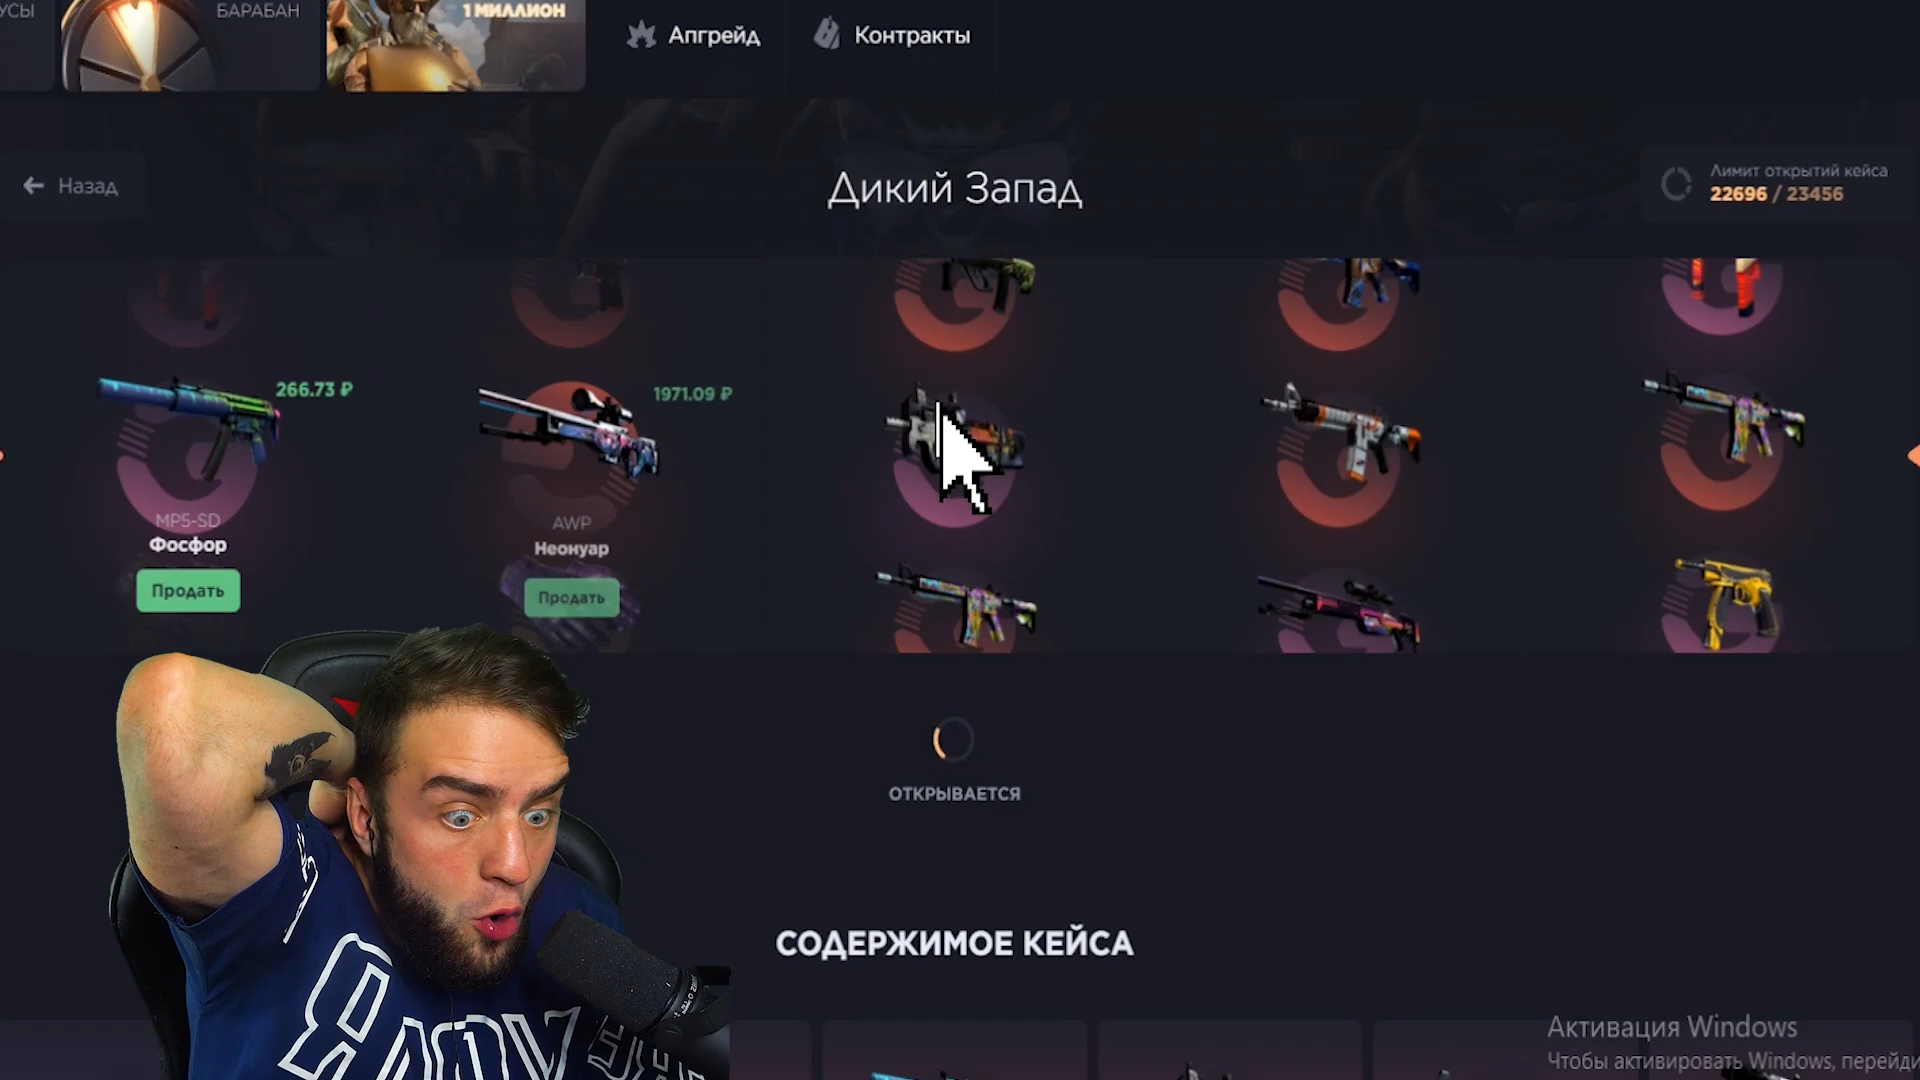 УСЫ
БАРАБАН
1 МИЛЛИОН
Апгрейд
Контракты
Назад
Дикий Запад
Лимит открытий кейса
22696 / 23456
266.73 ₽
1971.09 ₽
MP5-SD
Фосфор
Продать
AWP
Неонуар
Продать
ОТКРЫВАЕТСЯ
СОДЕРЖИМОЕ КЕЙСА
Активация Windows
Чтобы активировать Windows, перейди